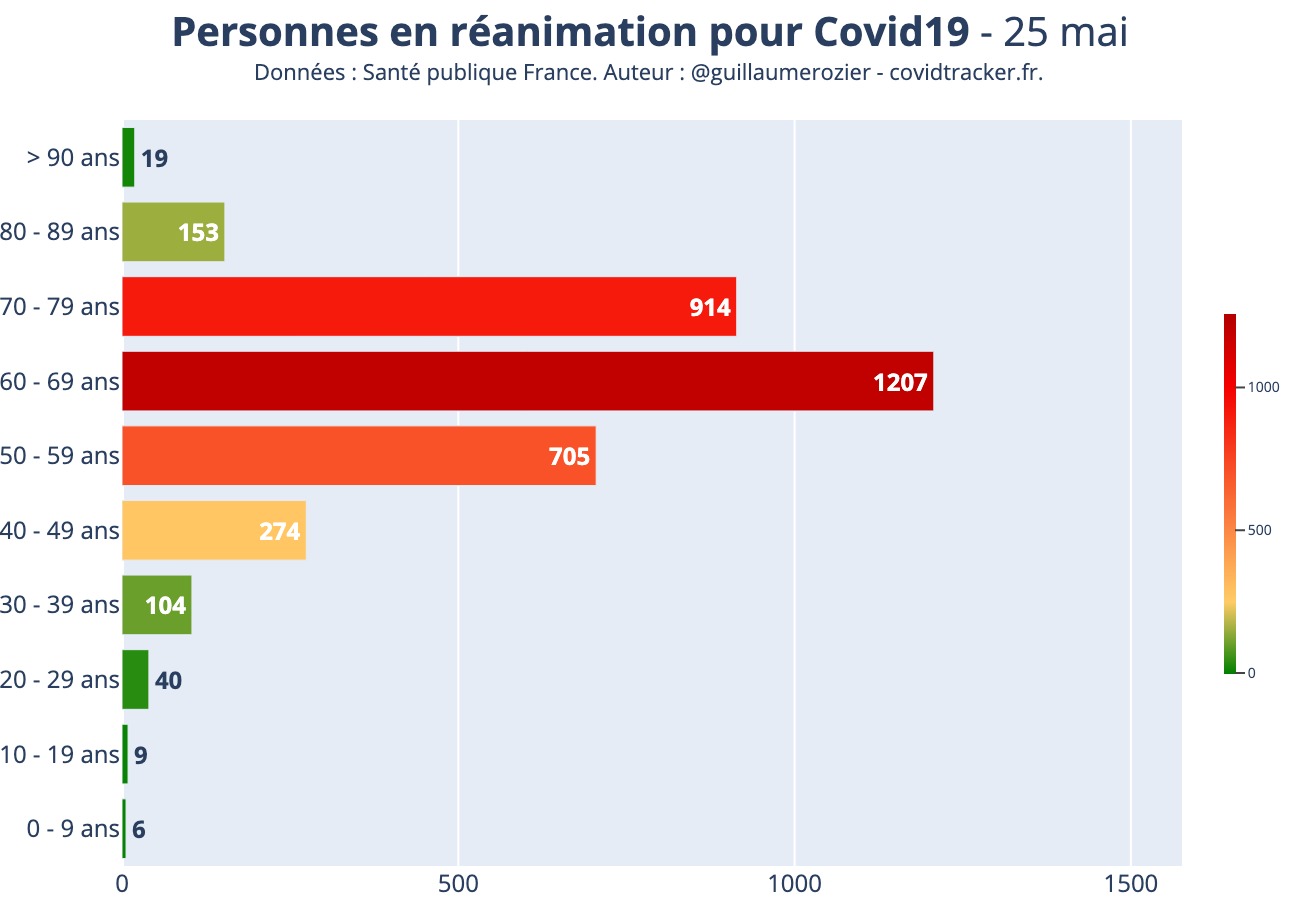 Personnes en réanimation pour Covid19 - 25 mai
Données : Santé publique France. Auteur : @guillaumerozier - covidtracker.fr.
> 90 ans 19
80 - 89 ans 153
70 - 79 ans 914
60 - 69 ans 1207
50 - 59 ans 705
40 - 49 ans 274
30 - 39 ans 104
20 - 29 ans 40
10 - 19 ans 9
0 - 9 ans 6
0 500 1000 1500
1000
500
0